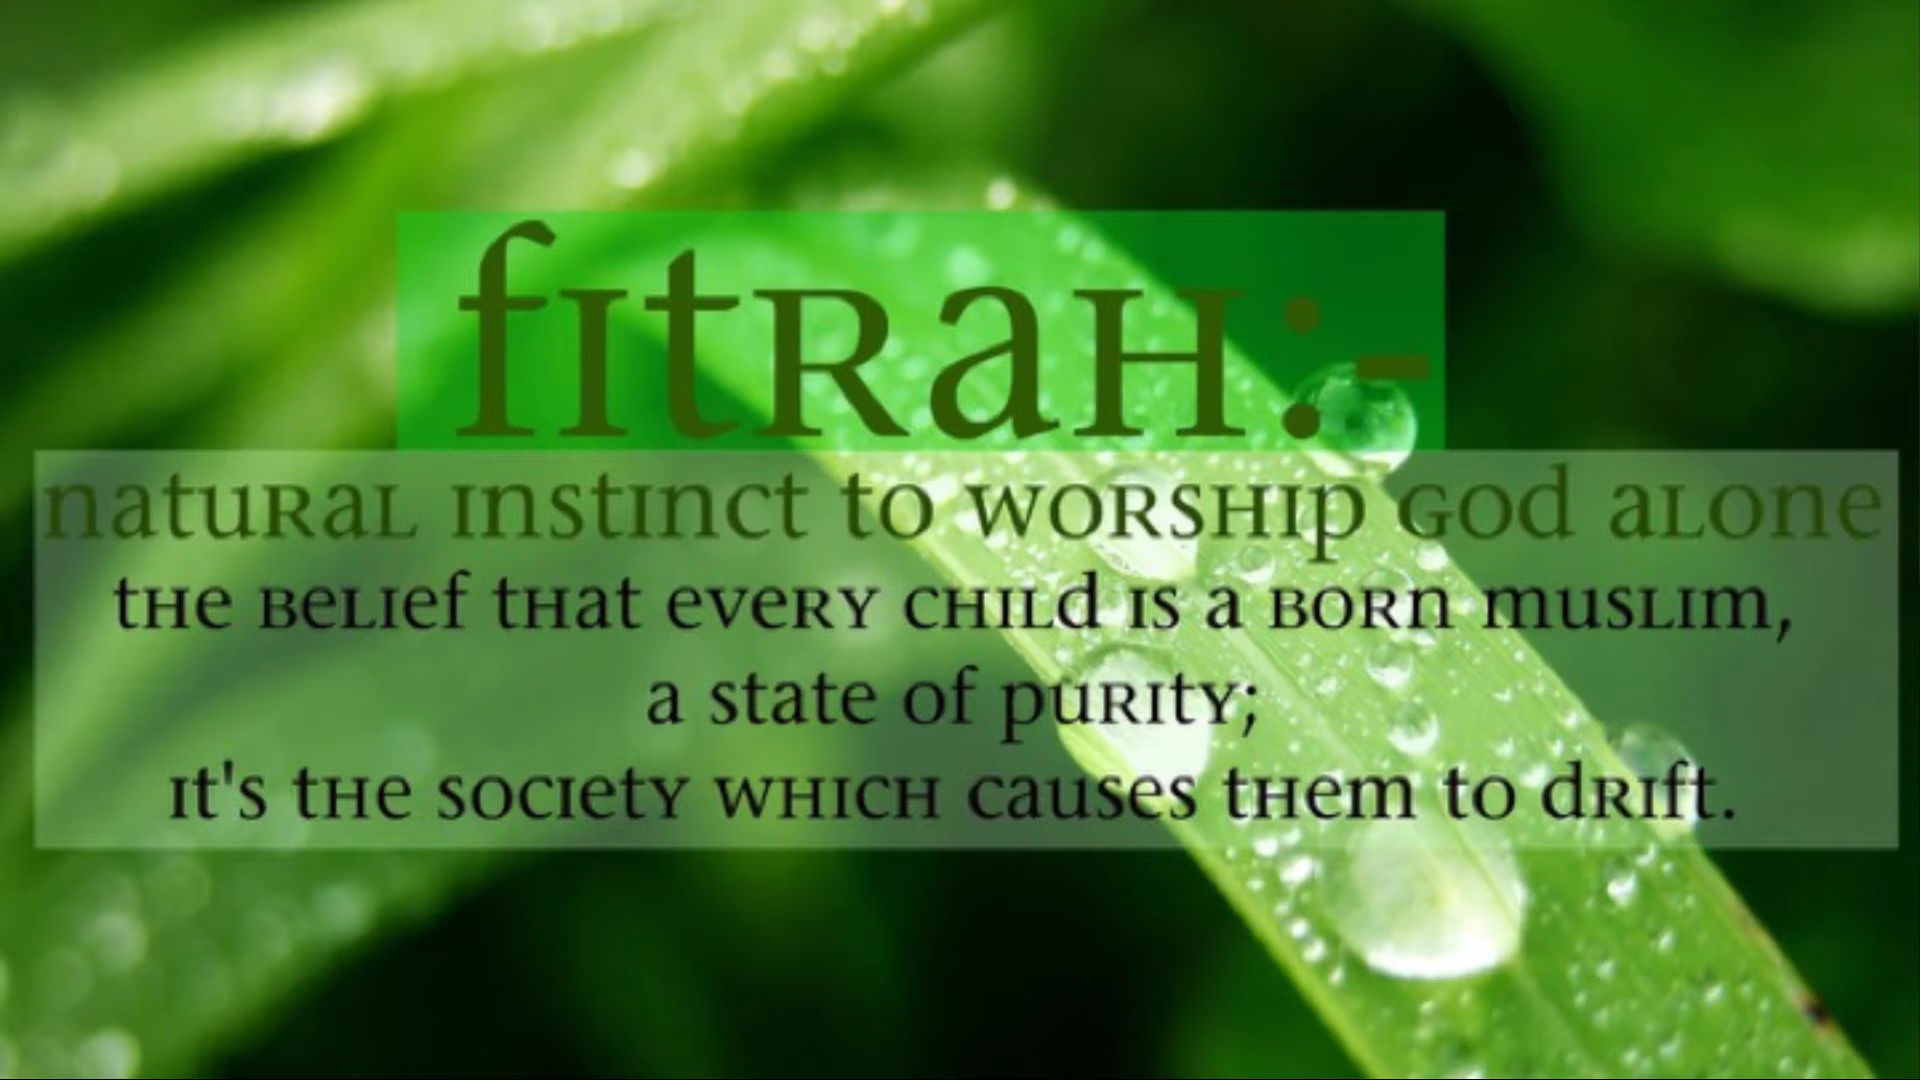 fitrah:-
natural instinct to worship God alone
the belief that every child is a born muslim,
a state of purity;
it's the society which causes them to drift.